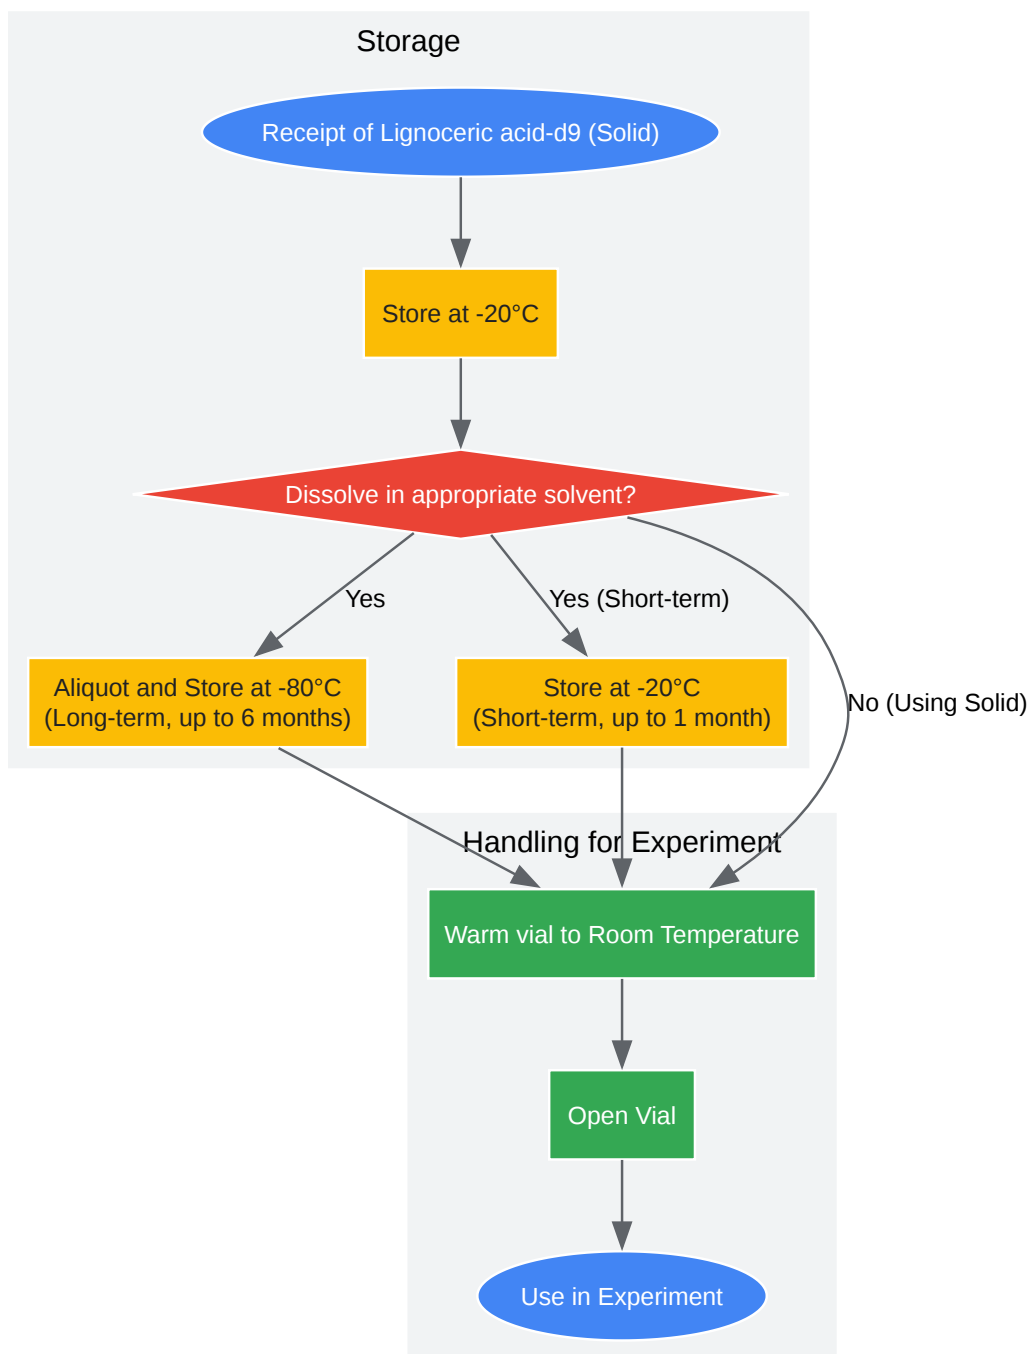 Storage
Receipt of Lignoceric acid-d9 (Solid)
Store at -20°C
Dissolve in appropriate solvent?
Yes
Yes (Short-term)
Aliquot and Store at -80°C
(Long-term, up to 6 months)
Store at -20°C
(Short-term, up to 1 month)
No (Using Solid)
Handling for Experiment
Warm vial to Room Temperature
Open Vial
Use in Experiment